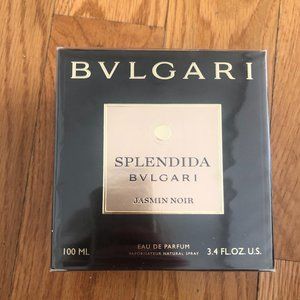 BVLGARI
SPLENDIDA
BVLGARI
JASMIN NOIR
EAU DE PARFUM
100 ML VAPORISATEUR NATURAL SPRAY 3.4 FL.OZ. U.S.